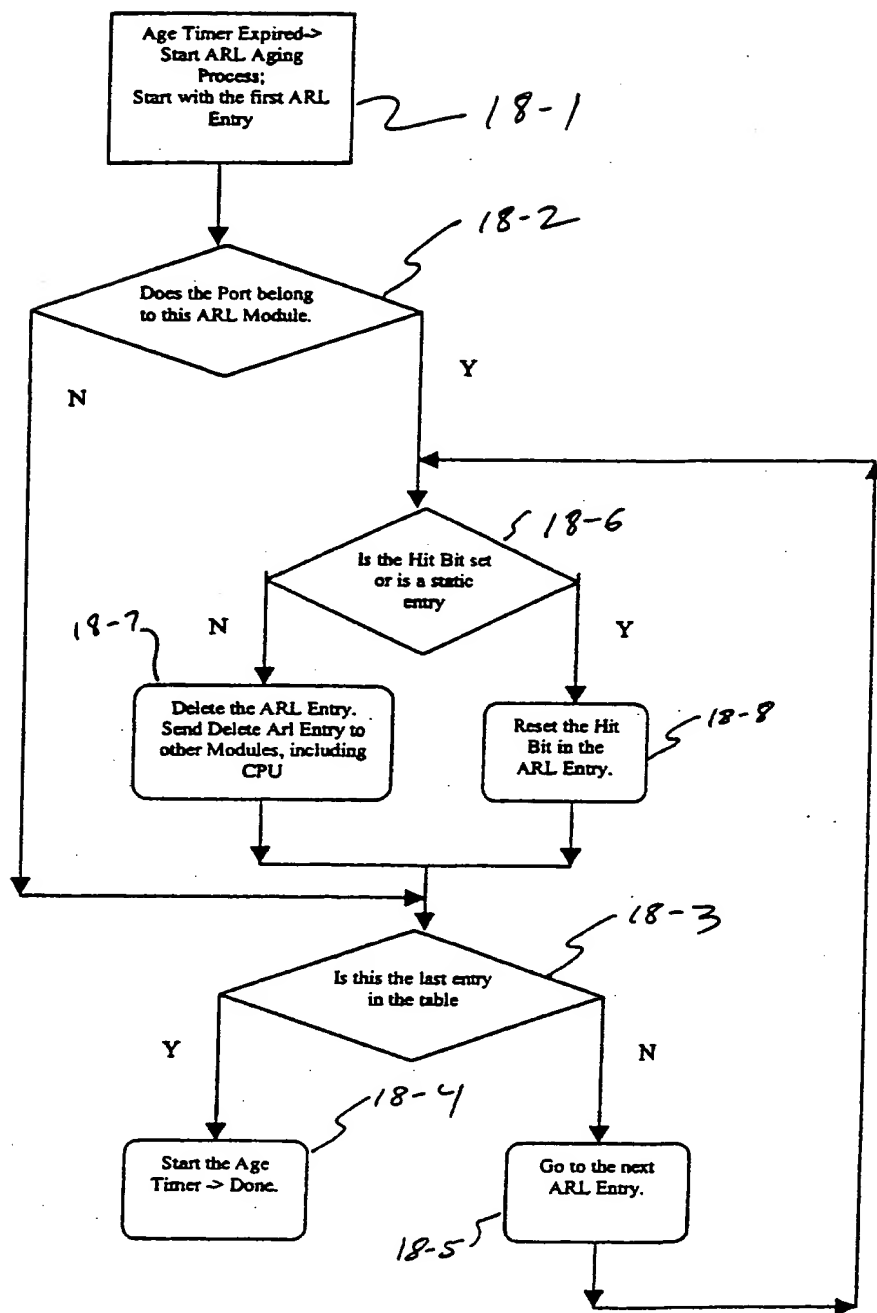 Age Timer Expired->
Start ARL Aging
Process;
Start with the first ARL
Entry
18-1
18-2
Does the Port belong
to this ARL Module.
N
Y
18-6
Is the Hit Bit set
or is a static
entry
18-7
N
Y
Delete the ARL Entry.
Send Delete Arl Entry to
other Modules, including
CPU
Reset the Hit
Bit in the
ARL Entry.
18-8
18-3
Is this the last entry
in the table
Y
N
18-4
Start the Age
Timer -> Done.
Go to the next
ARL Entry.
18-5